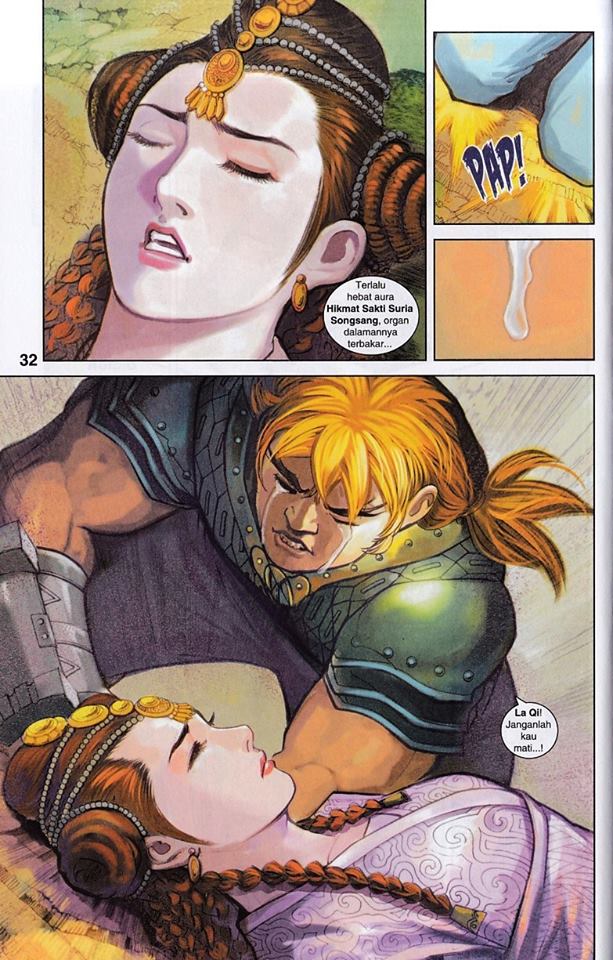 PAP!
Terlalu
hebat aura
Hikmat Sakti Suria
Songsang, organ
dalamannya
terbakar...
32
La Qi!
Janganlah
kau
mati...!